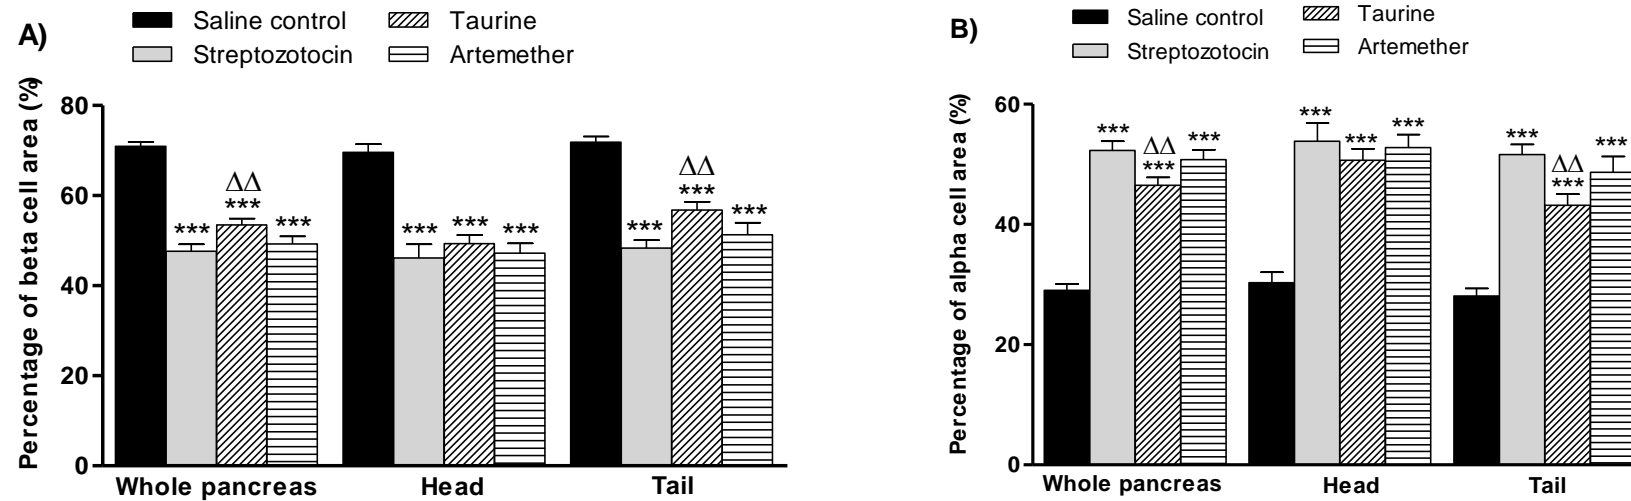 A)
Saline control
Taurine
Streptozotocin
Artemether
Percentage of beta cell area (%)
80
60
40
20
0
***
ΔΔ
***
***
***
***
***
***
ΔΔ
***
***
Whole pancreas
Head
Tail
B)
Saline control
Taurine
Streptozotocin
Artemether
Percentage of alpha cell area (%)
60
40
20
0
***
ΔΔ
***
***
***
***
***
***
ΔΔ
***
***
Whole pancreas
Head
Tail